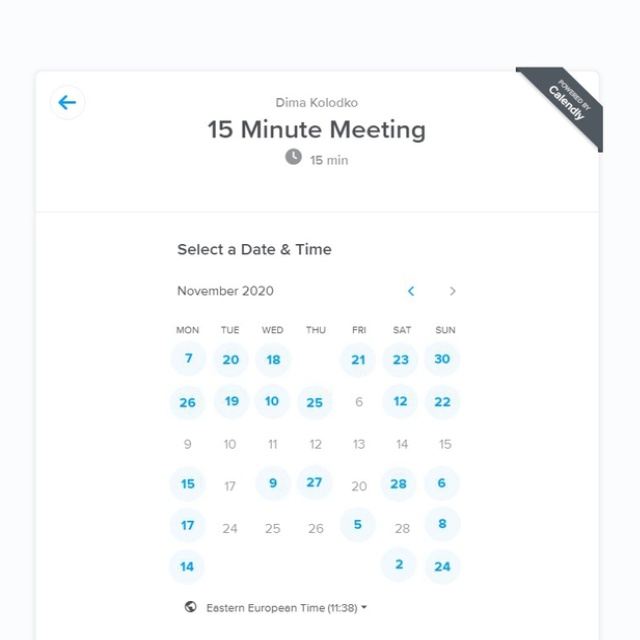 POWERED BY
Calendly
Dima Kolodko
15 Minute Meeting
15 min
Select a Date & Time
November 2020
MON TUE WED THU FRI SAT SUN
7 20 18 21 23 30
26 19 10 25 6 12 22
9 10 11 12 13 14 15
15 17 9 27 20 28 6
17 24 25 26 5 28 8
14 2 24
Eastern European Time (11:38)